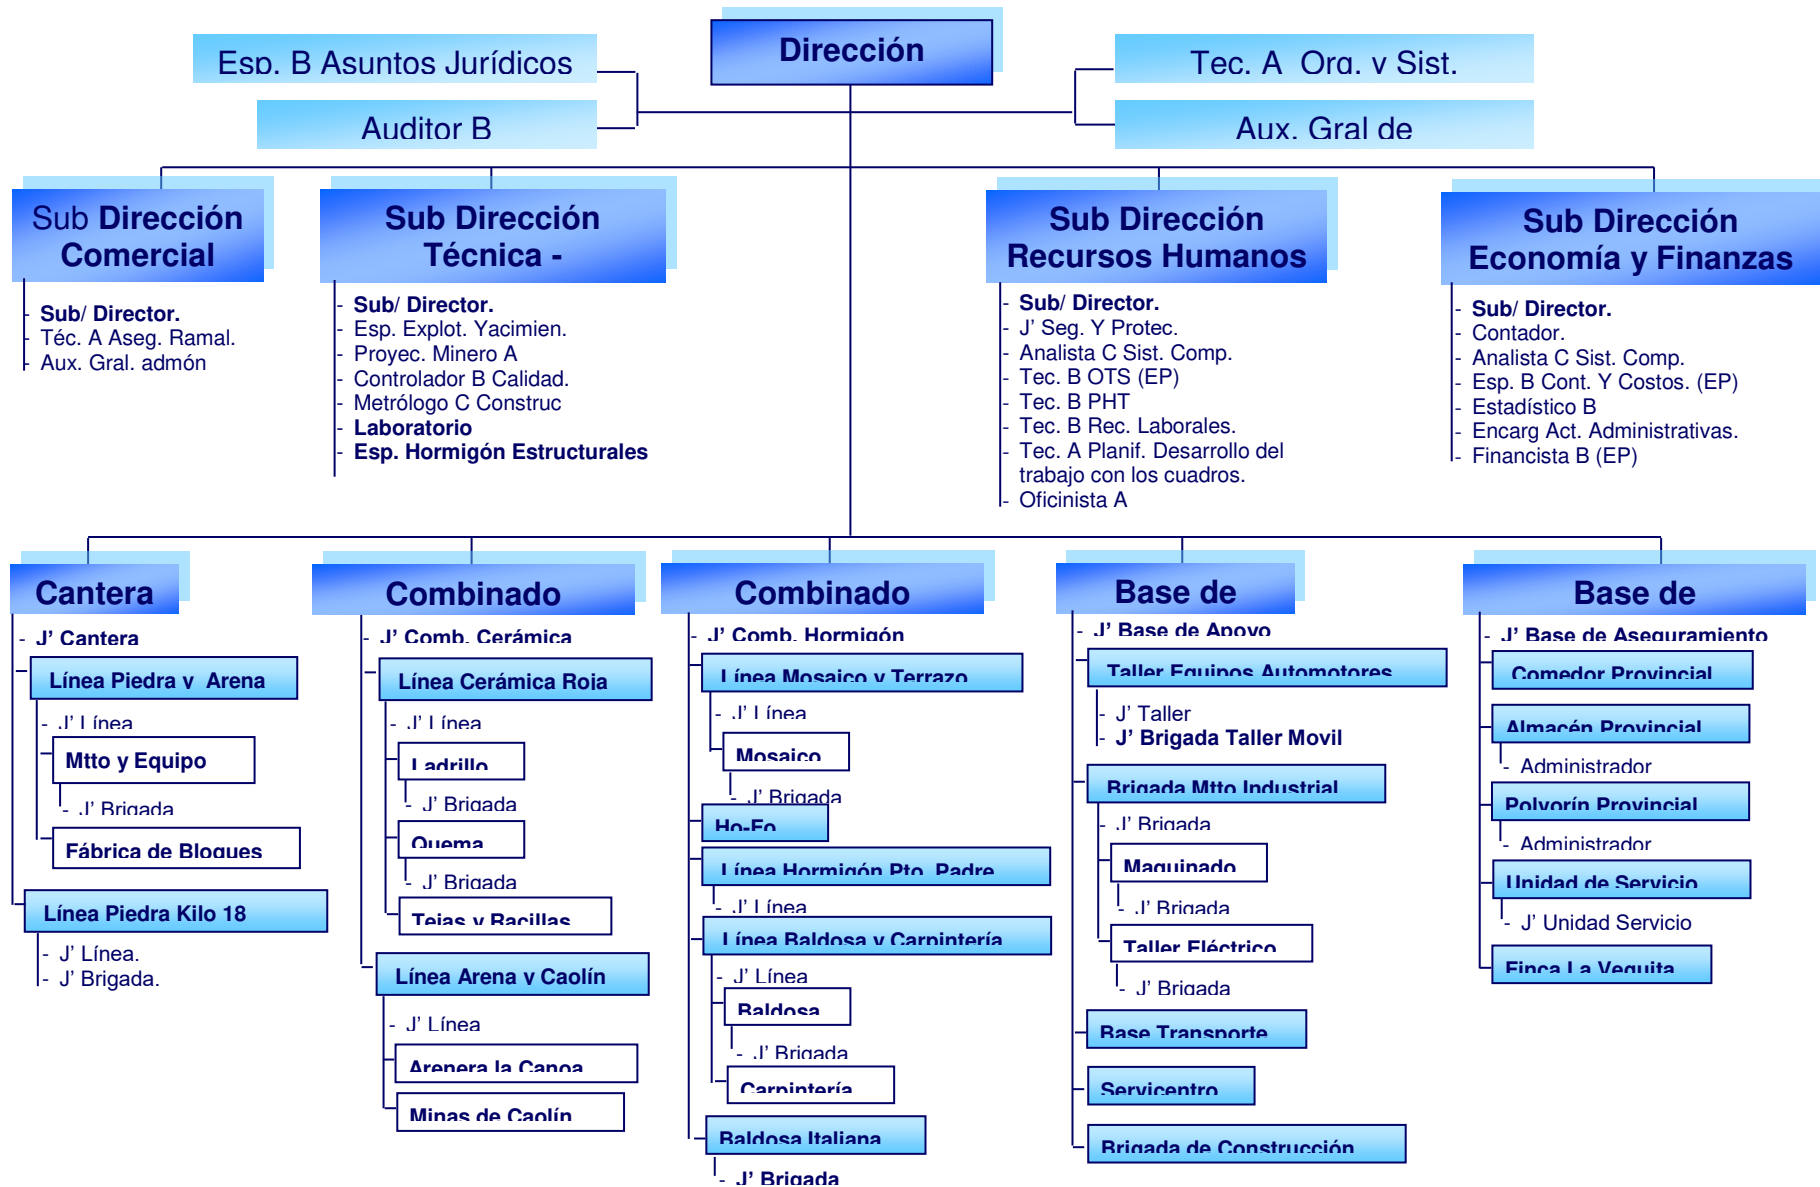 Dirección
Esp. B Asuntos Jurídicos
Tec. A Org. y Sist.
Auditor B
Aux. Gral de
Sub Dirección
Comercial
- Sub/ Director.
- Téc. A Aseg. Ramal.
- Aux. Gral. admón
Sub Dirección
Técnica -
- Sub/ Director.
- Esp. Explot. Yacimien.
- Proyec. Minero A
- Controlador B Calidad.
- Metrólogo C Construc
- Laboratorio
- Esp. Hormigón Estructurales
Sub Dirección
Recursos Humanos
- Sub/ Director.
- J’ Seg. Y Protec.
- Analista C Sist. Comp.
- Tec. B OTS (EP)
- Tec. B PHT
- Tec. B Rec. Laborales.
- Tec. A Planif. Desarrollo del
trabajo con los cuadros.
- Oficinista A
Sub Dirección
Economía y Finanzas
- Sub/ Director.
- Contador.
- Analista C Sist. Comp.
- Esp. B Cont. Y Costos. (EP)
- Estadístico B
- Encarg Act. Administrativas.
- Financista B (EP)
Cantera
- J’ Cantera
Línea Piedra y Arena
- J’ Línea
Mtto y Equipo
- J’ Brigada
Fábrica de Bloques
Línea Piedra Kilo 18
- J’ Línea.
- J’ Brigada.
Combinado
- J’ Comb. Cerámica
Línea Cerámica Roja
- J’ Línea
Ladrillo
- J’ Brigada
Quema
- J’ Brigada
Tejas y Racillas
Línea Arena y Caolín
- J’ Línea
Arenera la Canoa
Minas de Caolín
Combinado
- J’ Comb. Hormigón
Línea Mosaico y Terrazo
- J’ Línea
Mosaico
- J’ Brigada
Ho-Fo
Línea Hormigón Pto. Padre
- J’ Línea
Línea Baldosa y Carpintería
- J’ Línea
Baldosa
- J’ Brigada
Carpintería
Baldosa Italiana
- J’ Brigada
Base de
- J’ Base de Apoyo
Taller Equipos Automotores
- J’ Taller
- J’ Brigada Taller Movil
Brigada Mtto Industrial
- J’ Brigada
Maquinado
- J’ Brigada
Taller Eléctrico
- J’ Brigada
Base Transporte
Servicentro
Brigada de Construcción
Base de
- J’ Base de Aseguramiento
Comedor Provincial
Almacén Provincial
- Administrador
Polvorín Provincial
- Administrador
Unidad de Servicio
- J’ Unidad Servicio
Finca La Veguita